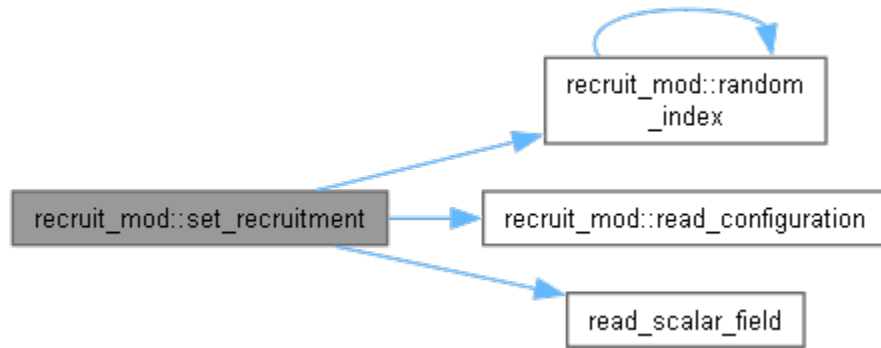 recruit_mod::random
_index
recruit_mod::set_recruitment
recruit_mod::read_configuration
read_scalar_field